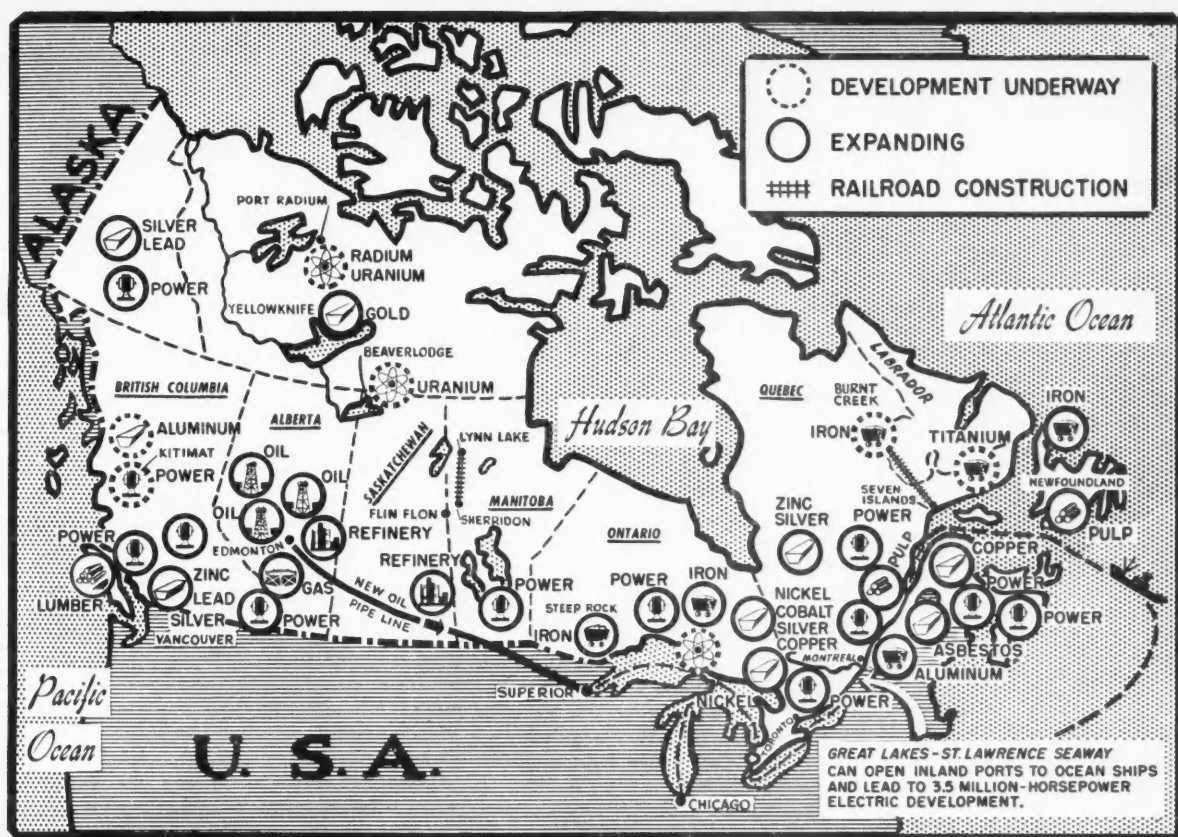 DEVELOPMENT UNDERWAY
EXPANDING
RAILROAD CONSTRUCTION
ALASKA
PORT RADIUM
SILVER
LEAD
RADIUM
URANIUM
POWER
YELLOWKNIFE
GOLD
Atlantic Ocean
BEAVERLODGE
URANIUM
BRITISH COLUMBIA
ALBERTA
SASKATCHEWAN
MANITOBA
ONTARIO
QUEBEC
LABRADOR
Hudson Bay
BURNT
CREEK
IRON
TITANIUM
IRON
NEWFOUNDLAND
PULP
ALUMINUM
KITIMAT
POWER
OIL
OIL
OIL
LYNN LAKE
FLIN FLON
SHERRIDON
SEVEN
ISLANDS
ZINC
SILVER
POWER
PULP
COPPER
POWER
POWER
POWER
LUMBER
ZINC
LEAD
SILVER
VANCOUVER
EDMONTON
REFINERY
GAS
POWER
NEW OIL
PIPE LINE
REFINERY
POWER
STEEP ROCK
IRON
POWER
IRON
NICKEL
COBALT
SILVER
COPPER
MONTREAL
ASBESTOS
ALUMINUM
NICKEL
POWER
TORONTO
SUPERIOR
CHICAGO
Pacific
Ocean
U. S. A.
GREAT LAKES - ST. LAWRENCE SEAWAY
CAN OPEN INLAND PORTS TO OCEAN SHIPS
AND LEAD TO 3.5 MILLION-HORSEPOWER
ELECTRIC DEVELOPMENT.